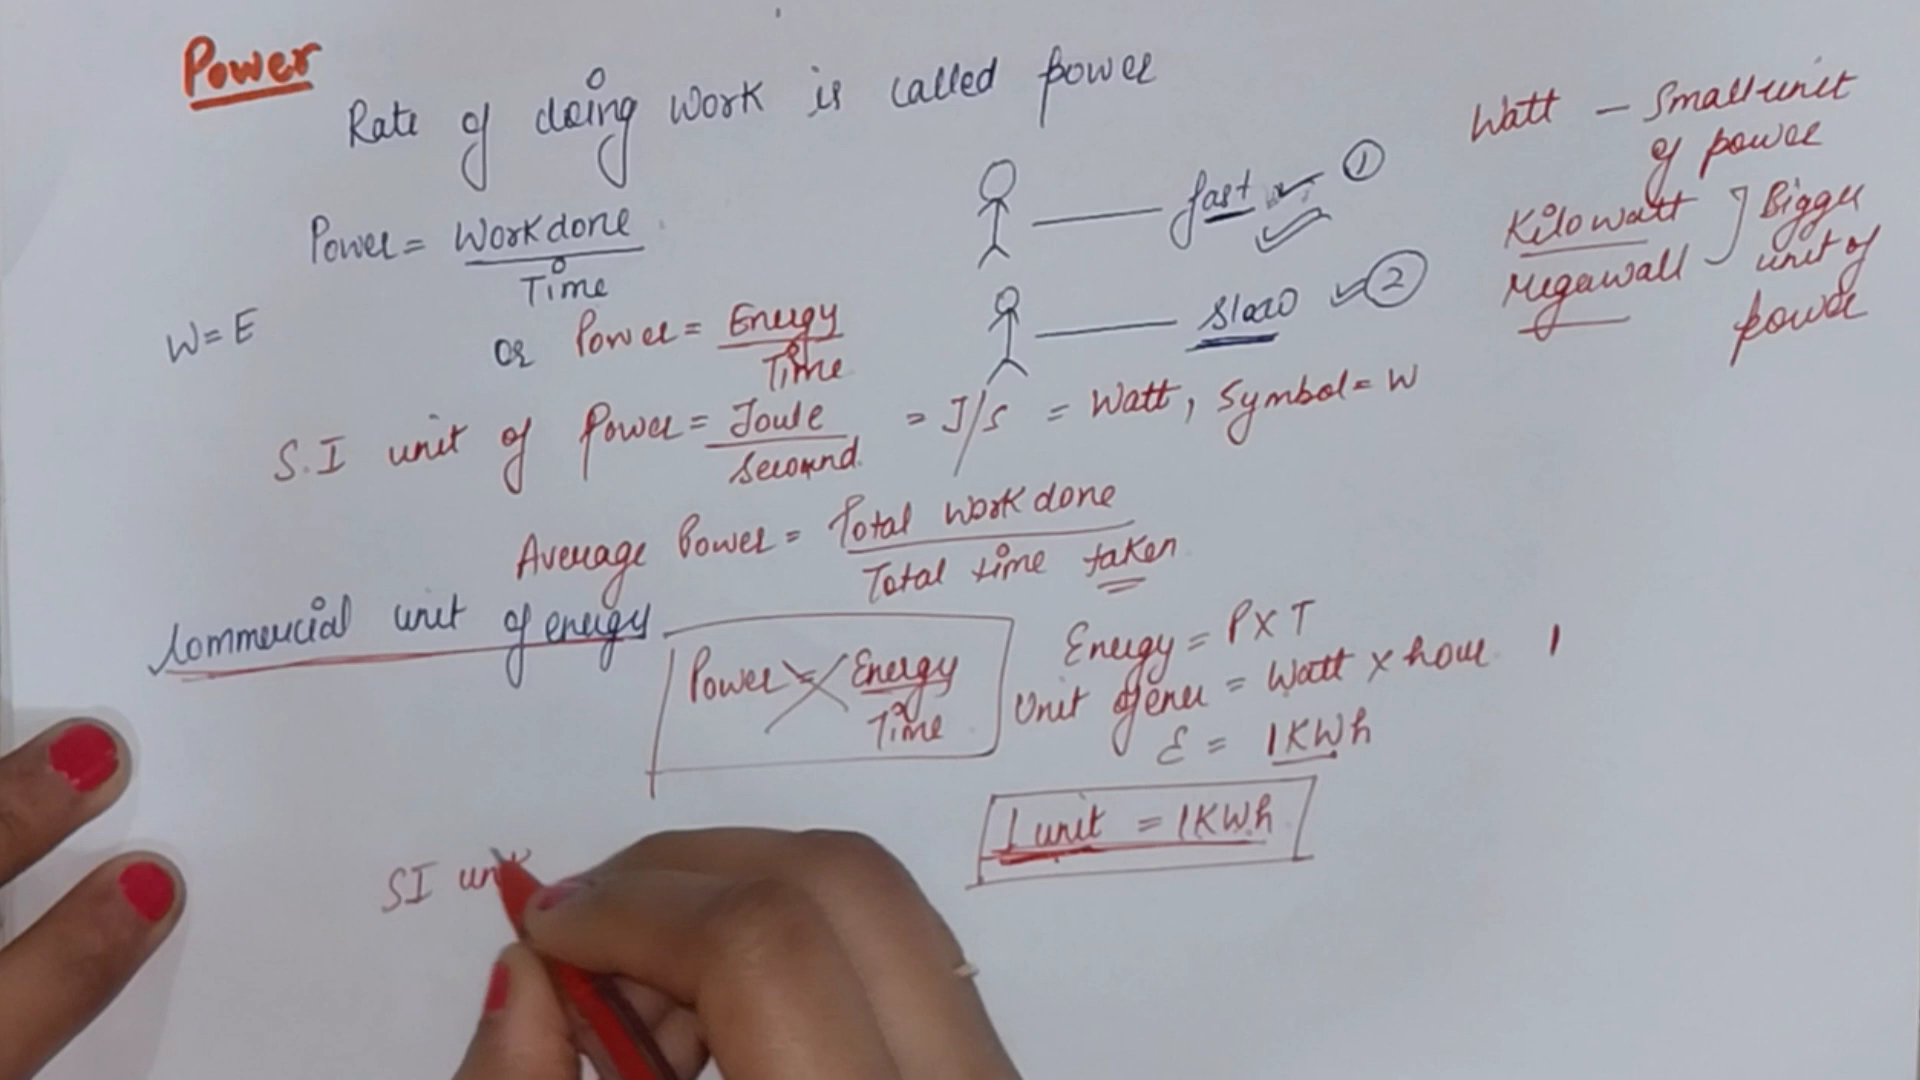 Power
Rate of doing work is called power
Power = Workdone
Time
W = E
or Power = Energy
Time
S.I unit of Power = Joule = J/s = Watt, Symbol = W
Second
Average Power = Total work done
Total time taken
fast 1
slow 2
Watt - Small unit
of power
Kilowatt
Megawatt
Bigger
unit of
power
Commercial unit of energy
Power = Energy
Time
Energy = P x T
Unit of ener = Watt x hour
E = 1KWh
1 unit = 1KWh
SI unit